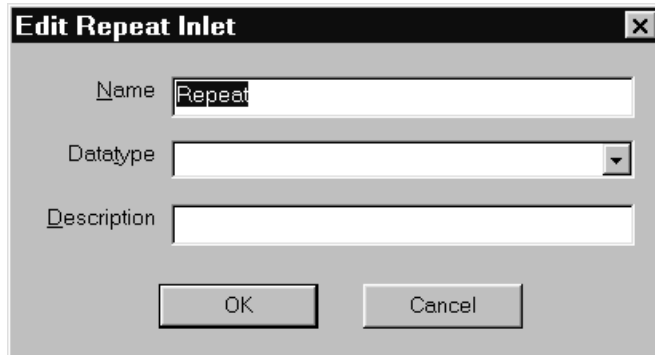 Edit Repeat Inlet
Name Repeat
Datatype
Description
OK Cancel